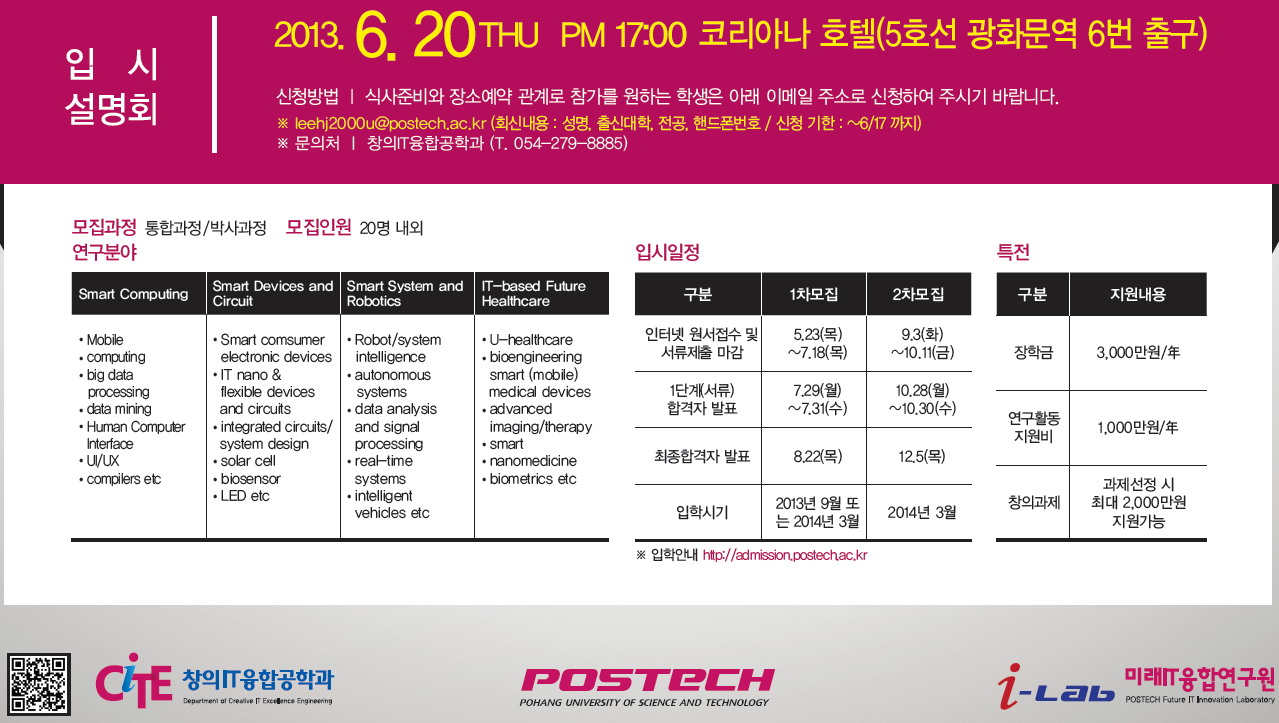 입 시
설명회
2013. 6. 20 THU PM 17:00 코리아나 호텔(5호선 광화문역 6번 출구)
신청방법 ㅣ 식사준비와 장소예약 관계로 참가를 원하는 학생은 아래 이메일 주소로 신청하여 주시기 바랍니다.
※ leehj2000u@postech.ac.kr (회신내용 : 성명, 출신대학, 전공, 핸드폰번호 / 신청 기한 : ~6/17 까지)
※ 문의처 ㅣ 창의IT융합공학과 (T. 054-279-8885)
모집과정 통합과정/박사과정 모집인원 20명 내외
연구분야
Smart Computing
• Mobile
• computing
• big data
processing
• data mining
• Human Computer
Interface
• UI/UX
• compilers etc
Smart Devices and
Circuit
• Smart comsumer
electronic devices
• IT nano &
flexible devices
and circuits
• integrated circuits/
system design
• solar cell
• biosensor
• LED etc
Smart System and
Robotics
• Robot/system
intelligence
• autonomous
systems
• data analysis
and signal
processing
• real-time
systems
• intelligent
vehicles etc
IT-based Future
Healthcare
• U-healthcare
• bioengineering
smart (mobile)
medical devices
• advanced
imaging/therapy
• smart
• nanomedicine
• biometrics etc
입시일정
구분 1차모집 2차모집
인터넷 원서접수 및
서류제출 마감
5.23(목)
~7.18(목)
9.3(화)
~10.11(금)
1단계(서류)
합격자 발표
7.29(월)
~7.31(수)
10.28(월)
~10.30(수)
최종합격자 발표 8.22(목) 12.5(목)
입학시기
2013년 9월 또
는 2014년 3월
2014년 3월
※ 입학안내 http://admission.postech.ac.kr
특전
구분 지원내용
장학금 3,000만원/年
연구활동
지원비
1,000만원/年
창의과제
과제선정 시
최대 2,000만원
지원가능
CiTE 창의IT융합공학과
Department of Creative IT Excellence Engineering
POSTECH
POHANG UNIVERSITY OF SCIENCE AND TECHNOLOGY
i-Lab 미래IT융합연구원
POSTECH Future IT Innovation Laboratory